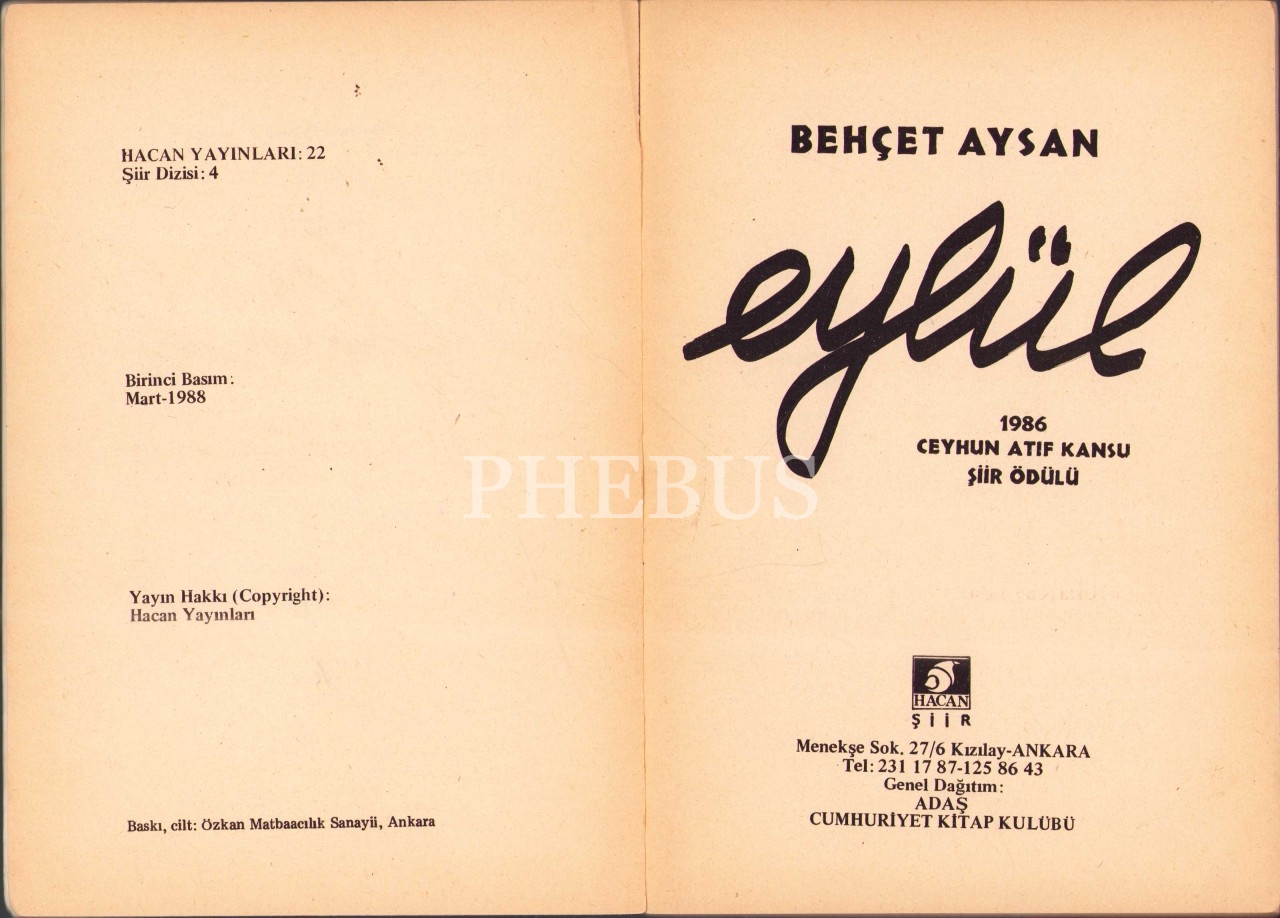 HACAN YAYINLARI: 22
Şiir Dizisi: 4
Birinci Basım:
Mart-1988
Yayın Hakkı (Copyright):
Hacan Yayınları
Baskı, cilt: Özkan Matbaacılık Sanayii, Ankara
BEHÇET AYSAN
eylül
1986
CEYHUN ATIF KANSU
ŞİİR ÖDÜLÜ
PHEBUS
HACAN
ŞİİR
Menekşe Sok. 27/6 Kızılay-ANKARA
Tel: 231 17 87-125 86 43
Genel Dağıtım:
ADAŞ
CUMHURİYET KİTAP KULÜBÜ